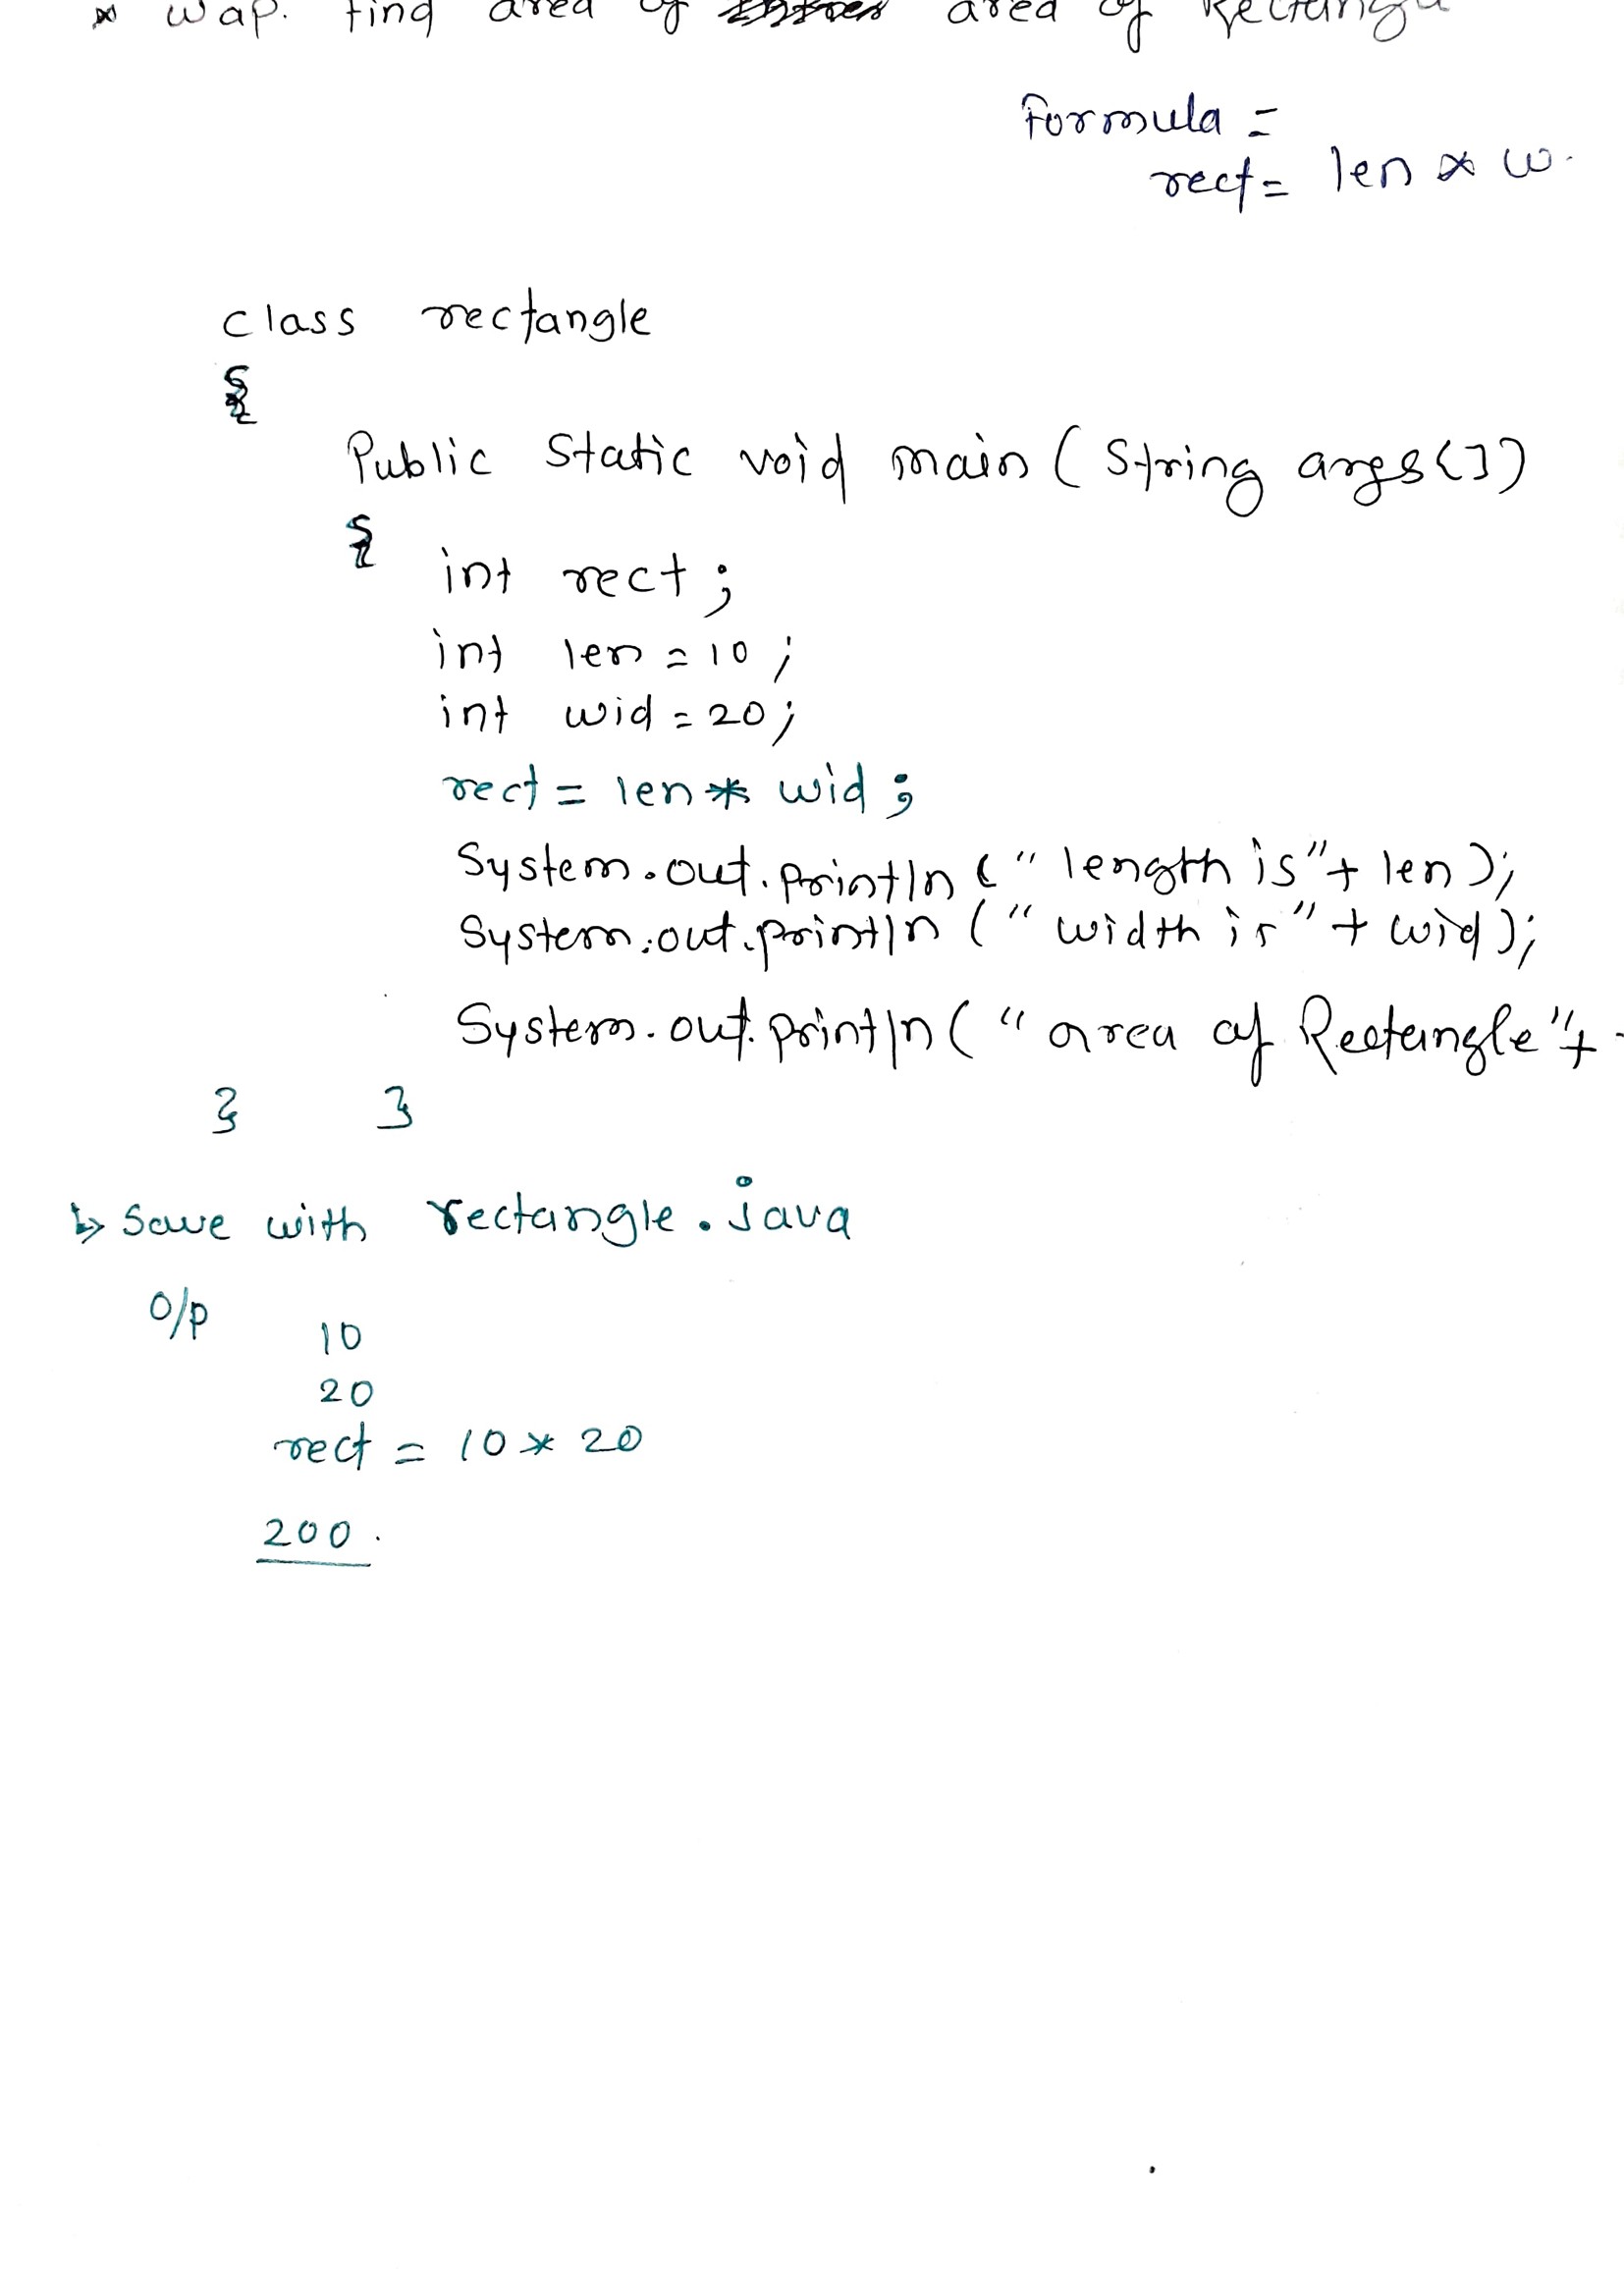 * wap. find area of area of Rectangle
Formula =
rect = len * w.
class rectangle
{
Public Static void main ( String args[])
{
int rect ;
int len = 10 ;
int wid = 20 ;
rect = len * wid ;
System.out.println (" length is"+ len );
System.out.println (" width is" + wid );
System.out.println (" area of Rectangle"+
} }
↳ Save with rectangle.java
O/p
10
20
rect = 10 * 20
200.